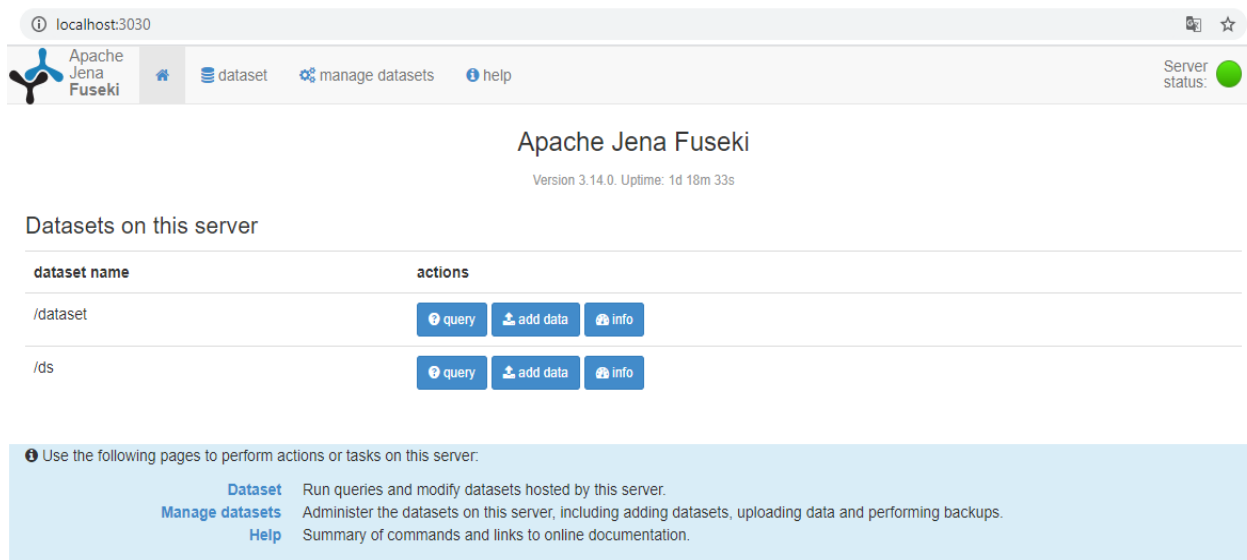 localhost:3030
Apache
Jena
Fuseki
dataset
manage datasets
help
Server
status:
Apache Jena Fuseki
Version 3.14.0. Uptime: 1d 18m 33s
Datasets on this server
dataset name actions
/dataset query add data info
/ds query add data info
Use the following pages to perform actions or tasks on this server:
Dataset Run queries and modify datasets hosted by this server.
Manage datasets Administer the datasets on this server, including adding datasets, uploading data and performing backups.
Help Summary of commands and links to online documentation.